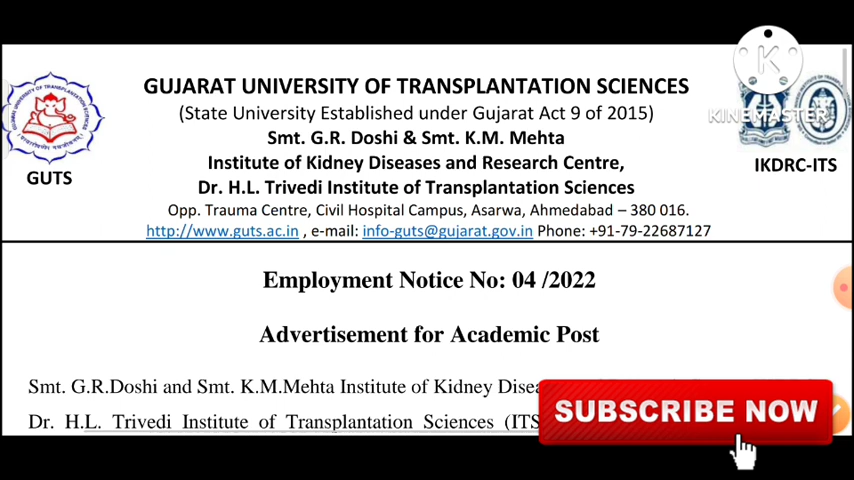 GUJARAT UNIVERSITY OF TRANSPLANTATION SCIENCES
(State University Established under Gujarat Act 9 of 2015)
Smt. G.R. Doshi & Smt. K.M. Mehta
Institute of Kidney Diseases and Research Centre,
Dr. H.L. Trivedi Institute of Transplantation Sciences
Opp. Trauma Centre, Civil Hospital Campus, Asarwa, Ahmedabad – 380 016.
http://www.guts.ac.in , e-mail: info-guts@gujarat.gov.in Phone: +91-79-22687127
GUTS
K
KINEMASTER
IKDRC-ITS
Employment Notice No: 04 /2022
Advertisement for Academic Post
Smt. G.R.Doshi and Smt. K.M.Mehta Institute of Kidney
Dr. H.L. Trivedi Institute of Transplantation Sciences (ITS
SUBSCRIBE NOW